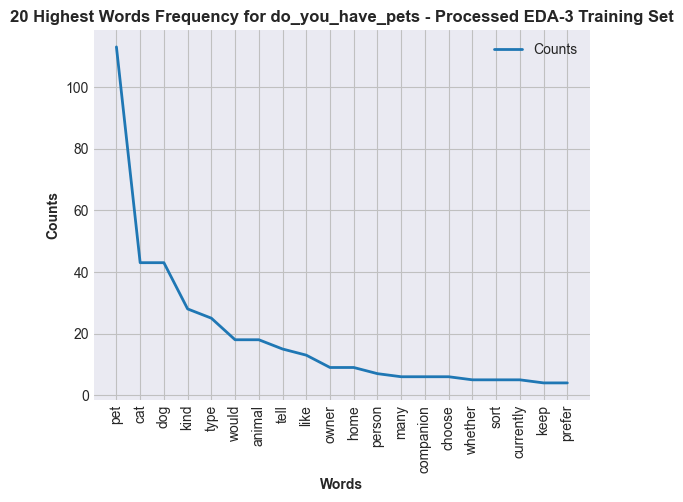 20 Highest Words Frequency for do_you_have_pets - Processed EDA-3 Training Set
Counts
100
80
60
40
20
0
Counts
pet
cat
dog
kind
type
would
animal
tell
like
owner
home
person
many
companion
choose
whether
sort
currently
keep
prefer
Words